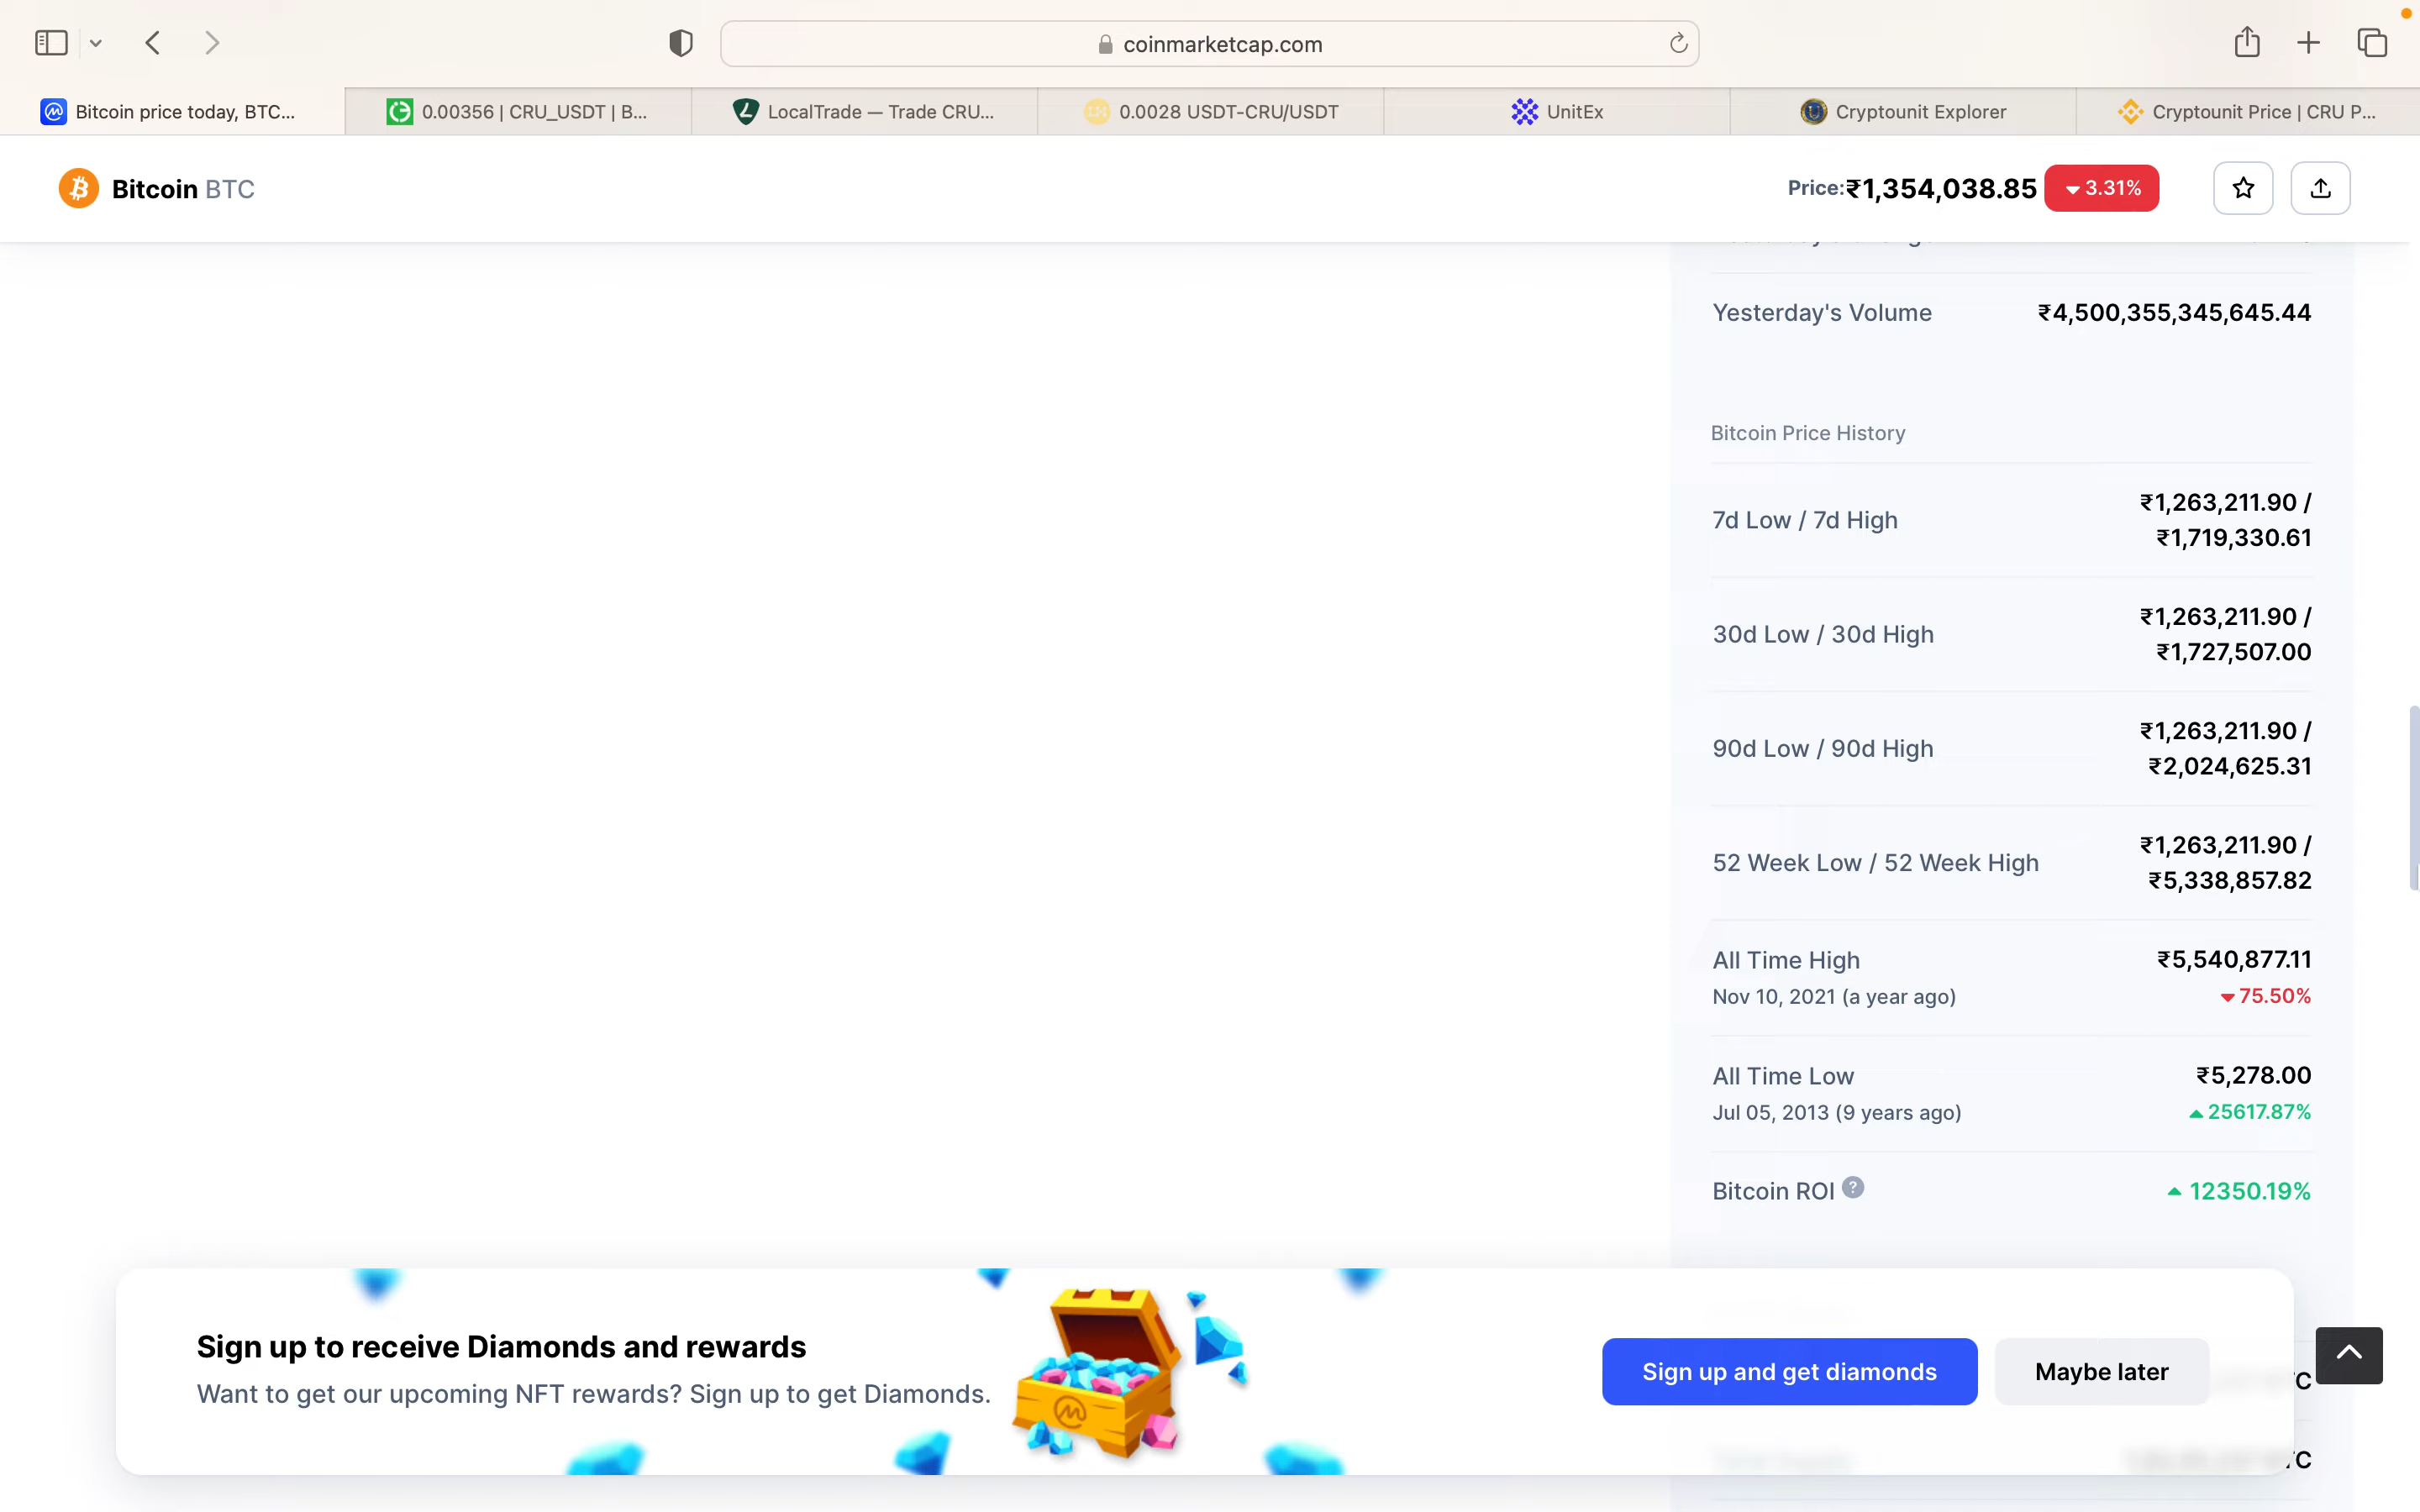 coinmarketcap.com
Bitcoin price today, BTC...
0.00356 | CRU_USDT | B...
LocalTrade — Trade CRU...
0.0028 USDT-CRU/USDT
UnitEx
Cryptounit Explorer
Cryptounit Price | CRU P...
Bitcoin BTC
Price:₹1,354,038.85
3.31%
Yesterday's Volume
₹4,500,355,345,645.44
Bitcoin Price History
7d Low / 7d High
₹1,263,211.90 /
₹1,719,330.61
30d Low / 30d High
₹1,263,211.90 /
₹1,727,507.00
90d Low / 90d High
₹1,263,211.90 /
₹2,024,625.31
52 Week Low / 52 Week High
₹1,263,211.90 /
₹5,338,857.82
All Time High
₹5,540,877.11
Nov 10, 2021 (a year ago)
75.50%
All Time Low
₹5,278.00
Jul 05, 2013 (9 years ago)
25617.87%
Bitcoin ROI
12350.19%
Sign up to receive Diamonds and rewards
Want to get our upcoming NFT rewards? Sign up to get Diamonds.
Sign up and get diamonds
Maybe later